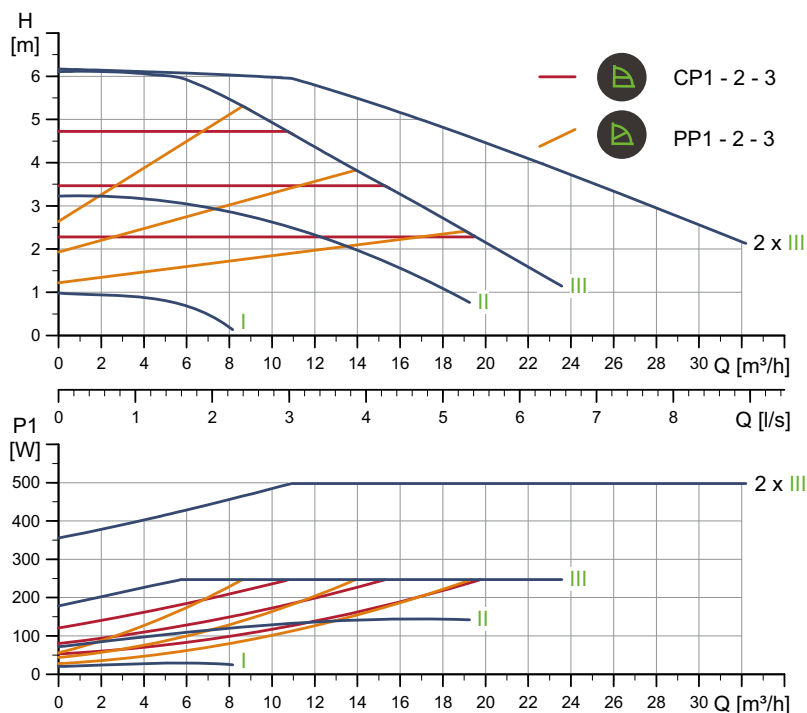 H
[m]
6
5
4
3
2
1
0
CP1 - 2 - 3
PP1 - 2 - 3
2 x III
III
II
I
0 2 4 6 8 10 12 14 16 18 20 22 24 26 28 30 Q [m³/h]
0 1 2 3 4 5 6 7 8 Q [l/s]
P1
[W]
500
400
300
200
100
0
2 x III
III
II
I
0 2 4 6 8 10 12 14 16 18 20 22 24 26 28 30 Q [m³/h]